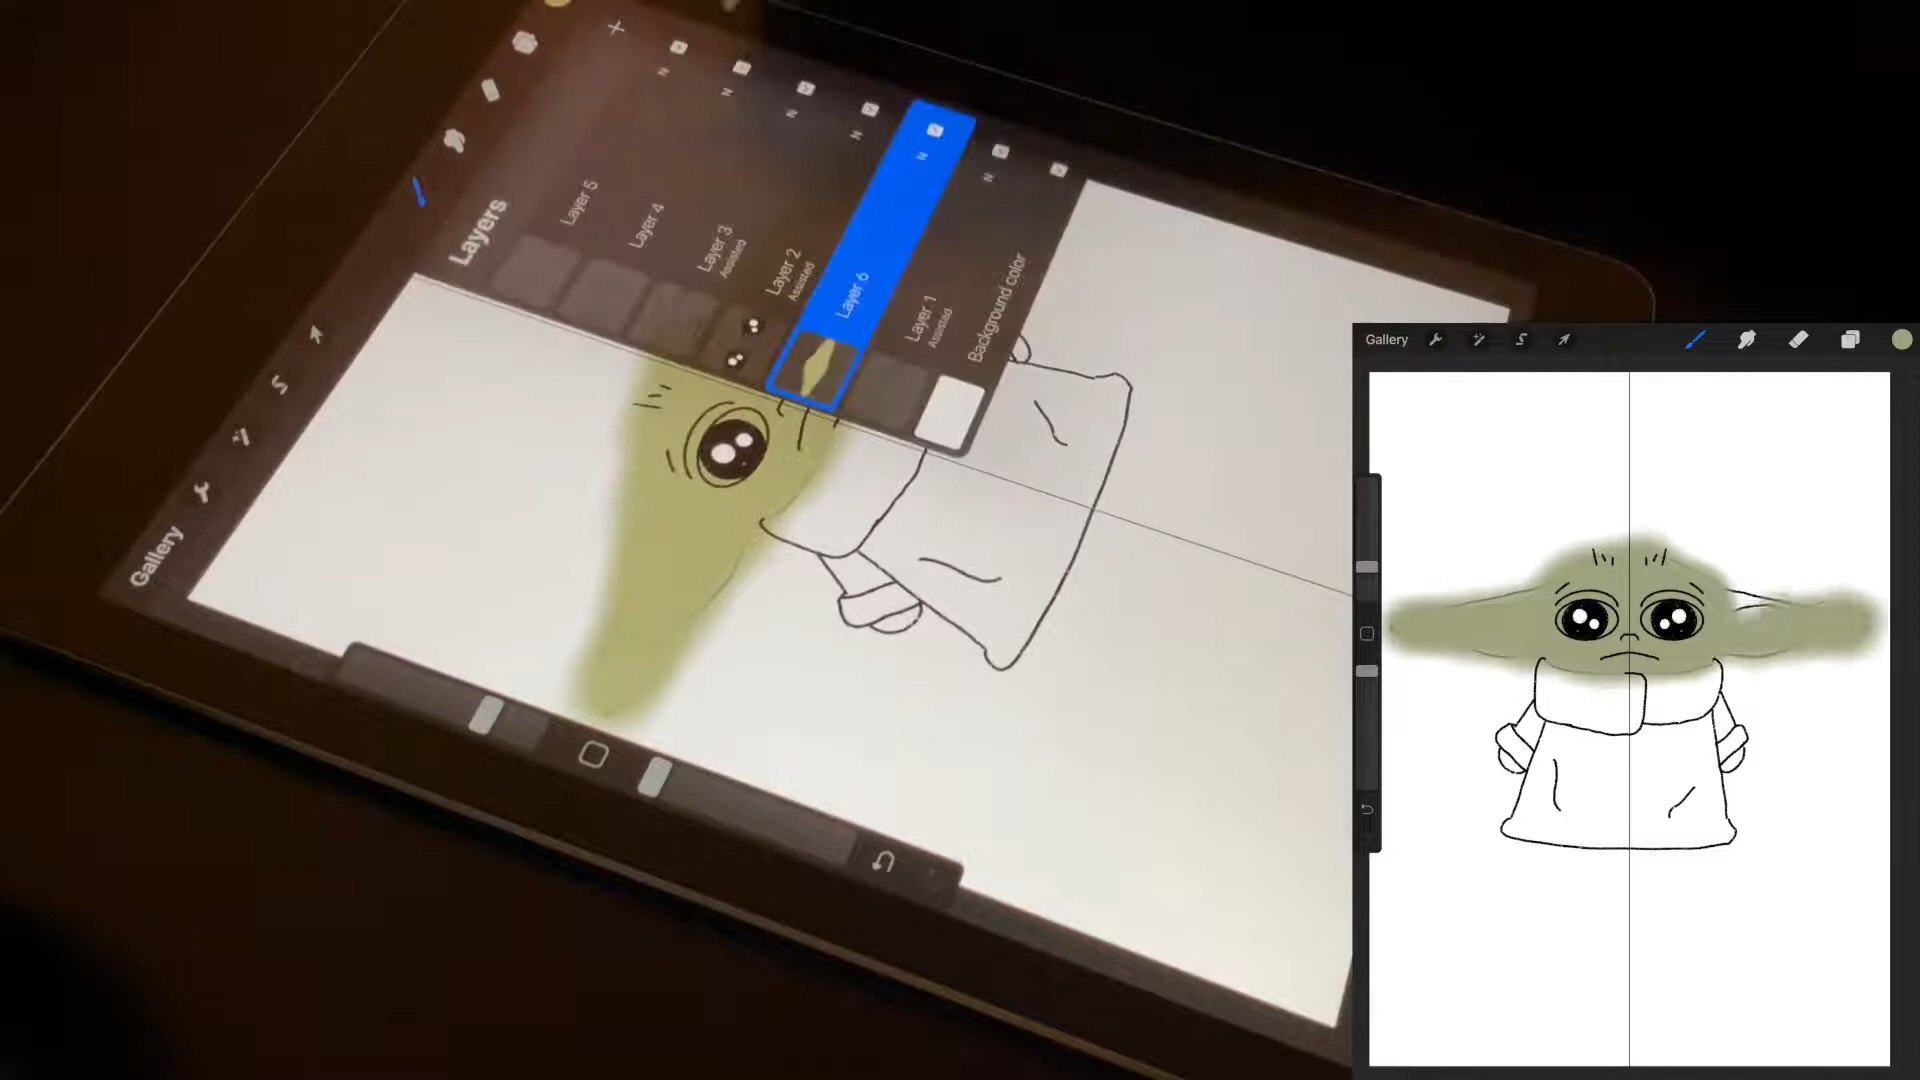 Gallery
Layers
Layer 5
N
Layer 4
N
Layer 3
Assisted
N
Layer 2
Assisted
N
Layer 6
N
Layer 1
Assisted
N
Background color
Gallery